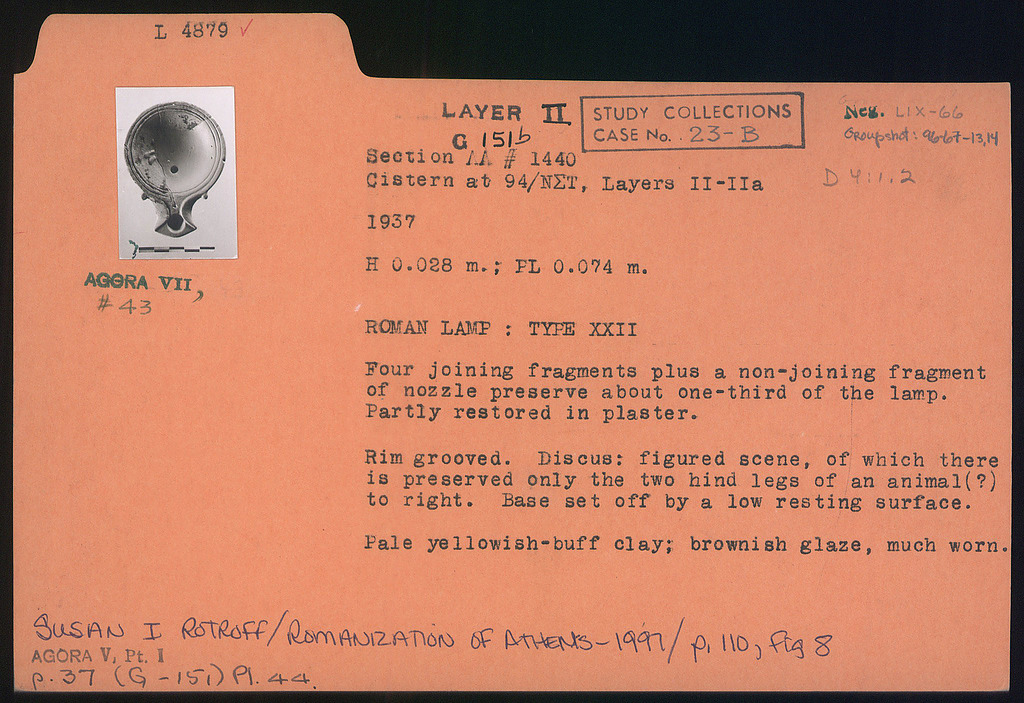 L 4879 ✓
LAYER II
G 151b
STUDY COLLECTIONS
CASE No. 23-B
Neg. LIX-66
Groupshot: 96-67-13,14
Section ΛΛ # 1440
Cistern at 94/ΝΣΤ, Layers II-IIa
D 4:1.2
1937
H 0.028 m.; PL 0.074 m.
AGORA VII,
# 43
ROMAN LAMP : TYPE XXII
Four joining fragments plus a non-joining fragment
of nozzle preserve about one-third of the lamp.
Partly restored in plaster.
Rim grooved. Discus: figured scene, of which there
is preserved only the two hind legs of an animal(?)
to right. Base set off by a low resting surface.
Pale yellowish-buff clay; brownish glaze, much worn.
SUSAN I ROTROFF/ROMANIZATION OF ATHENS-1997/ p. 110, Fig 8
AGORA V, Pt. I
p. 37 (G-151) Pl. 44.